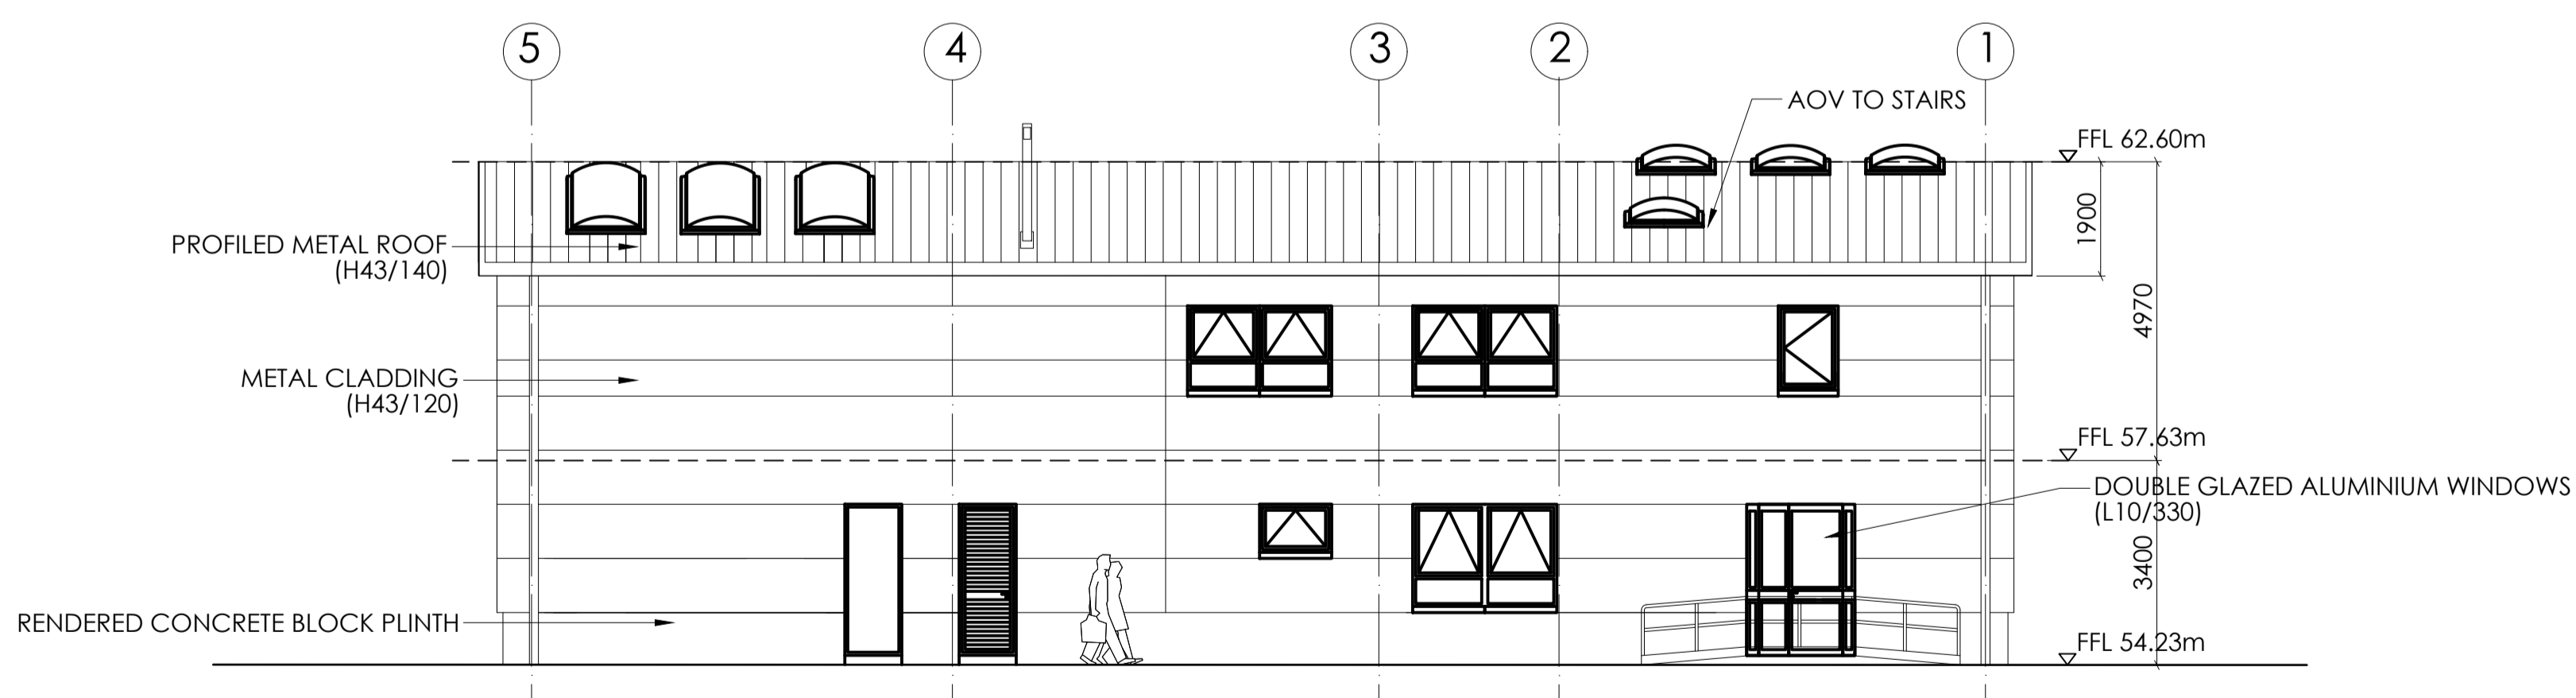 5
4
3
2
1
AOV TO STAIRS
FFL 62.60m
1900
PROFILED METAL ROOF
(H43/140)
4970
METAL CLADDING
(H43/120)
FFL 57.63m
DOUBLE GLAZED ALUMINIUM WINDOWS
(L10/330)
3400
RENDERED CONCRETE BLOCK PLINTH
FFL 54.23m